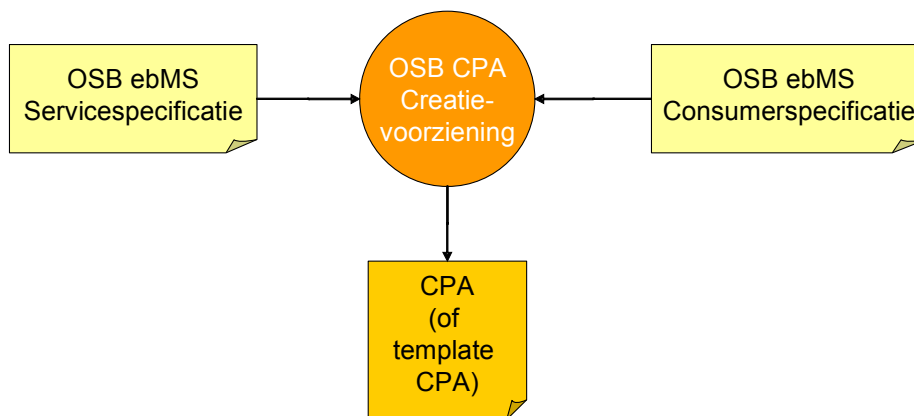 OSB ebMS
Servicespecificatie
OSB CPA
Creatie-
voorziening
OSB ebMS
Consumerspecificatie
CPA
(of
template
CPA)